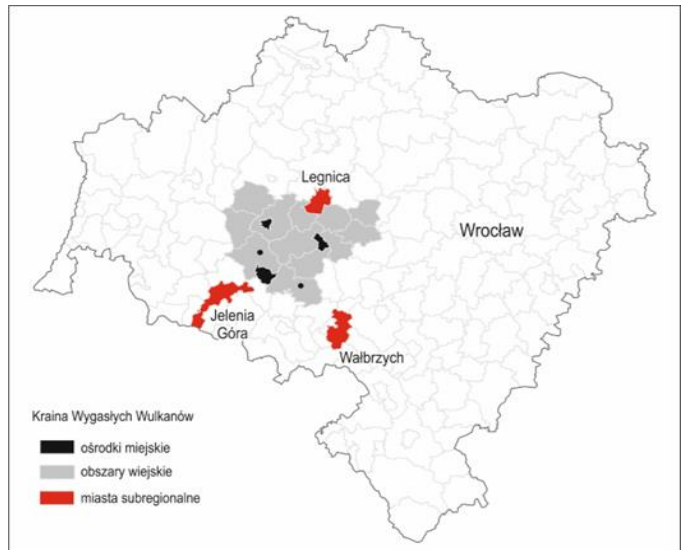 Legnica
Wrocław
Jelenia
Góra
Wałbrzych
Kraina Wygasłych Wulkanów
ośrodki miejskie
obszary wiejskie
miasta subregionalne